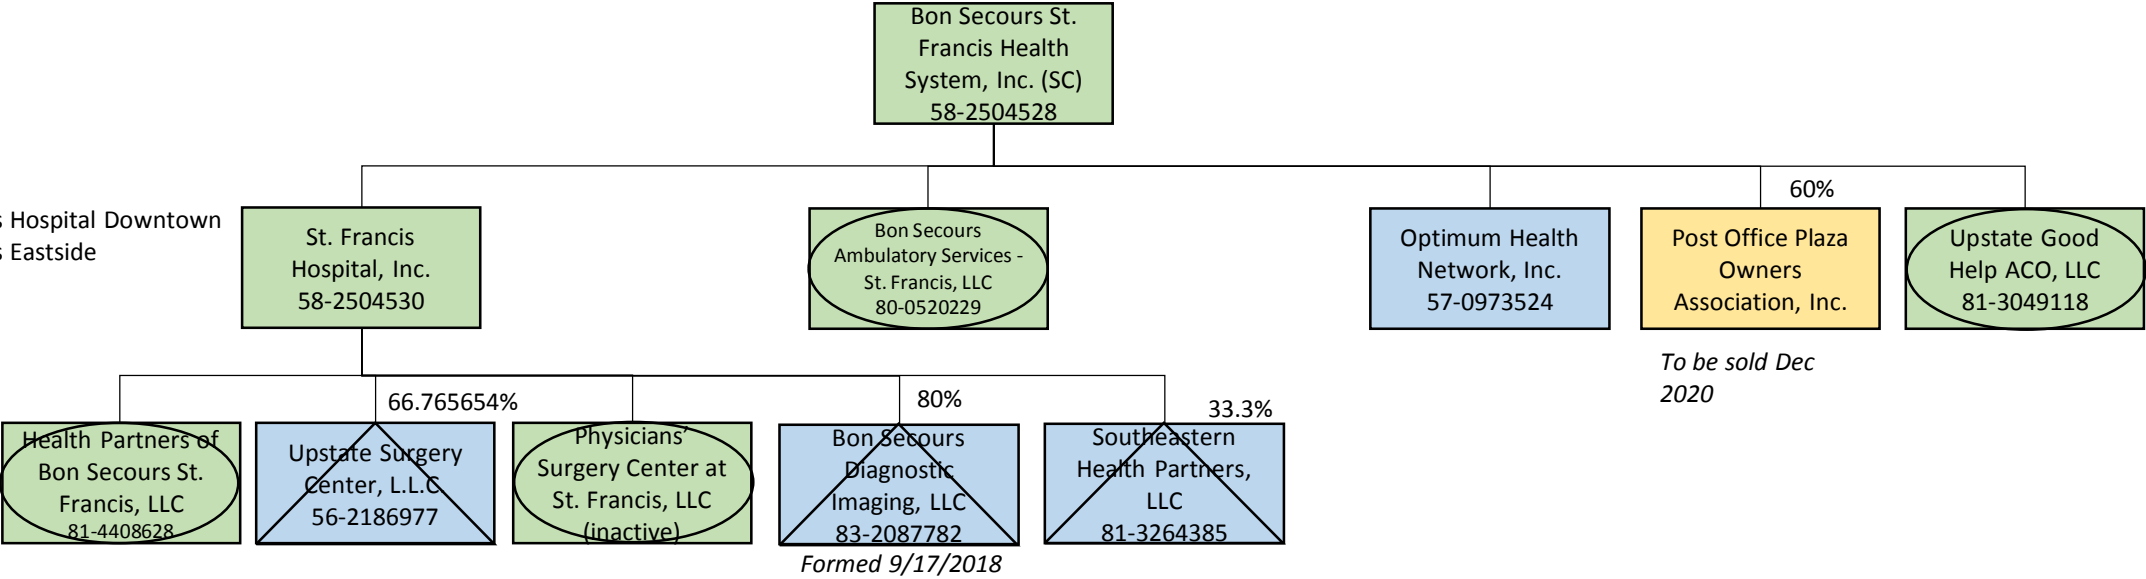 Bon Secours St.
Francis Health
System, Inc. (SC)
58-2504528
60%
s Hospital Downtown
s Eastside
St. Francis
Hospital, Inc.
58-2504530
Bon Secours
Ambulatory Services -
St. Francis, LLC
80-0520229
Optimum Health
Network, Inc.
57-0973524
Post Office Plaza
Owners
Association, Inc.
Upstate Good
Help ACO, LLC
81-3049118
To be sold Dec
2020
66.765654%
80%
33.3%
Health Partners of
Bon Secours St.
Francis, LLC
81-4408628
Upstate Surgery
Center, L.L.C.
56-2186977
Physicians’
Surgery Center at
St. Francis, LLC
(inactive)
Bon Secours
Diagnostic
Imaging, LLC
83-2087782
Southeastern
Health Partners,
LLC
81-3264385
Formed 9/17/2018